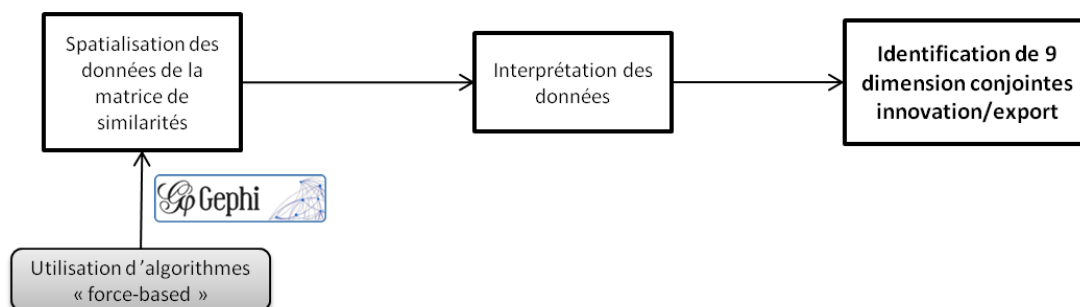 Spatialisation des
données de la
matrice de
similarités
Interprétation des
données
Identification de 9
dimension conjointes
innovation/export
Gephi
Utilisation d'algorithmes
« force-based »